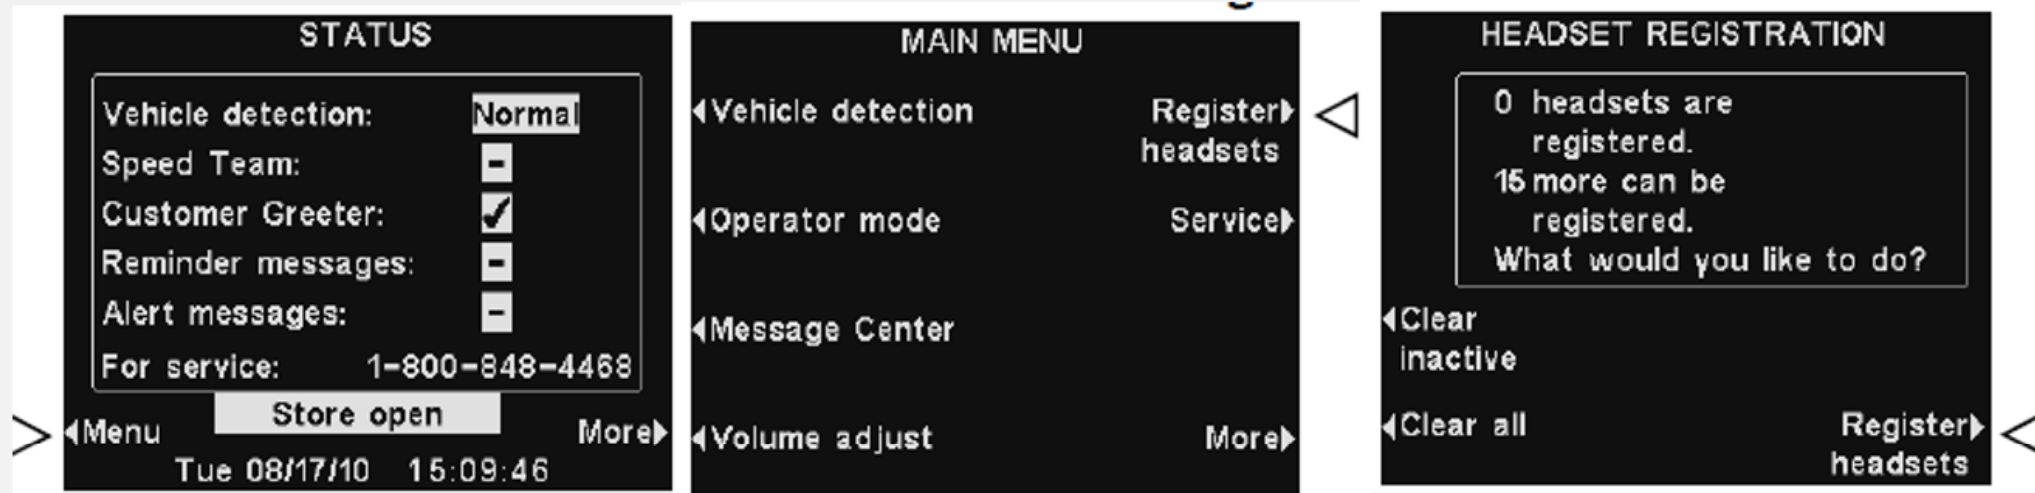 STATUS
Vehicle detection: Normal
Speed Team: -
Customer Greeter: ✓
Reminder messages: -
Alert messages: -
For service: 1-800-848-4468
Store open
Menu More
Tue 08/17/10 15:09:46
MAIN MENU
Vehicle detection Register
headsets
Operator mode Service
Message Center
Volume adjust More
HEADSET REGISTRATION
0 headsets are
registered.
15 more can be
registered.
What would you like to do?
Clear
inactive
Clear all Register
headsets